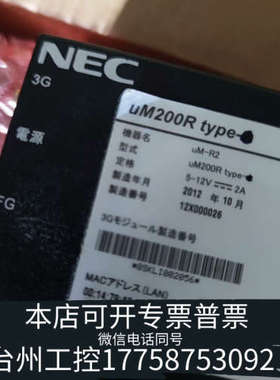 NEC
3G
電源
FG
uM200R type-
機器名 uM-R2
型式 uM200R type-
定格 5-12V ⎓ 2A
製造年月 2012 年 10 月
製造番号 12X000026
3Gモジュール製造番号
MACアドレス(LAN)
本店可开专票普票
微信电话同号
台州工控17758753092